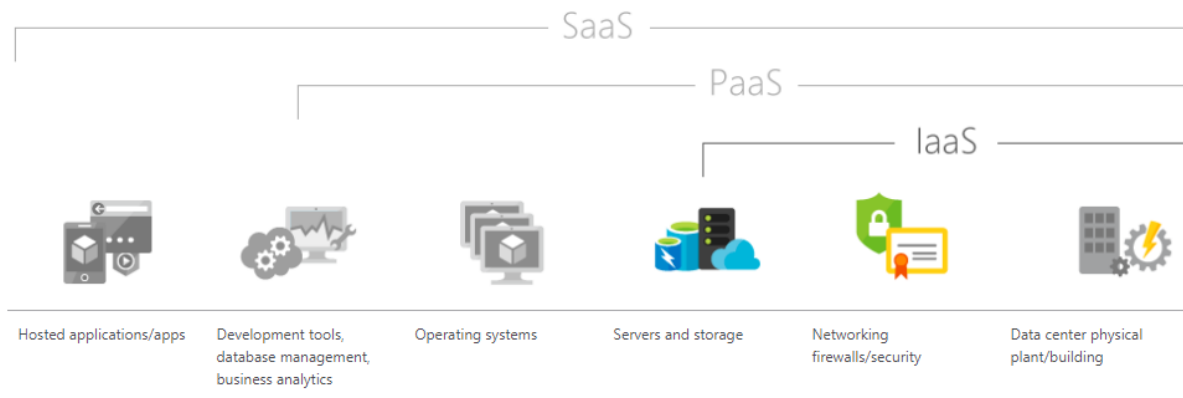 SaaS
PaaS
IaaS
Hosted applications/apps
Development tools,
database management,
business analytics
Operating systems
Servers and storage
Networking
firewalls/security
Data center physical
plant/building